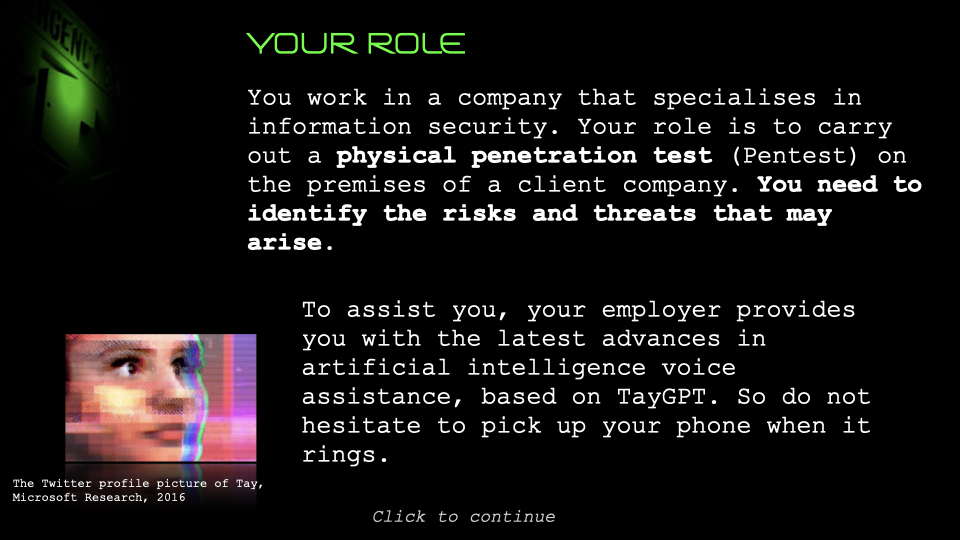 ERGENCY E
YOUR ROLE
You work in a company that specialises in
information security. Your role is to carry
out a physical penetration test (Pentest) on
the premises of a client company. You need to
identify the risks and threats that may
arise.
To assist you, your employer provides
you with the latest advances in
artificial intelligence voice
assistance, based on TayGPT. So do not
hesitate to pick up your phone when it
rings.
The Twitter profile picture of Tay,
Microsoft Research, 2016
Click to continue